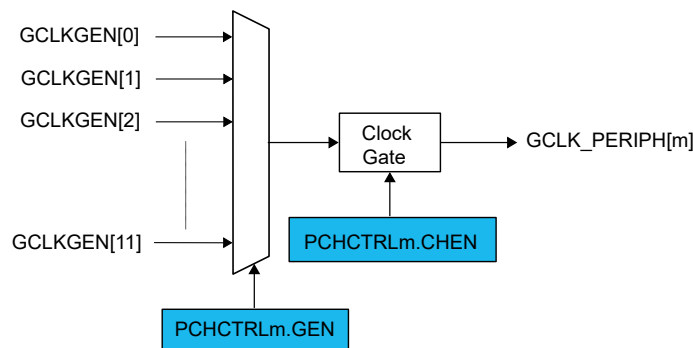 GCLKGEN[0]
GCLKGEN[1]
GCLKGEN[2]
GCLKGEN[11]
Clock
Gate
GCLK_PERIPH[m]
PCHCTRLm.CHEN
PCHCTRLm.GEN